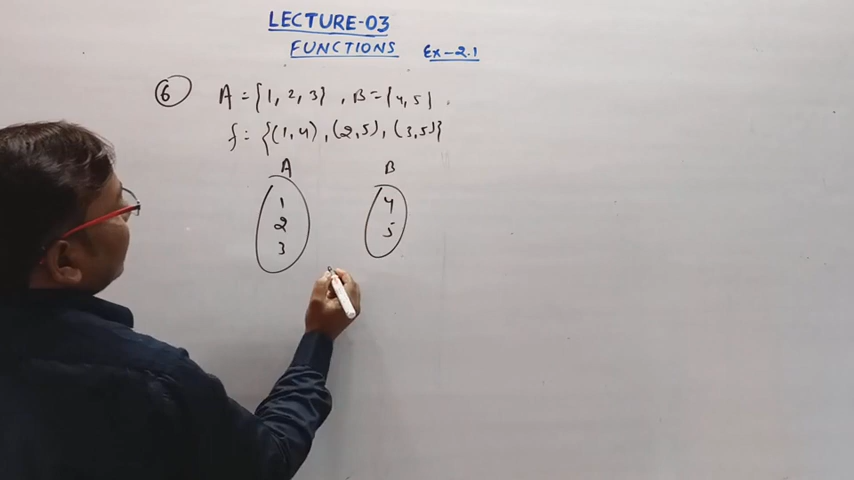 LECTURE-03
FUNCTIONS Ex-2.1
6 A = {1, 2, 3} , B = {4, 5}
f = {(1, 4), (2, 5), (3, 5)}
A B
1 4
2 5
3